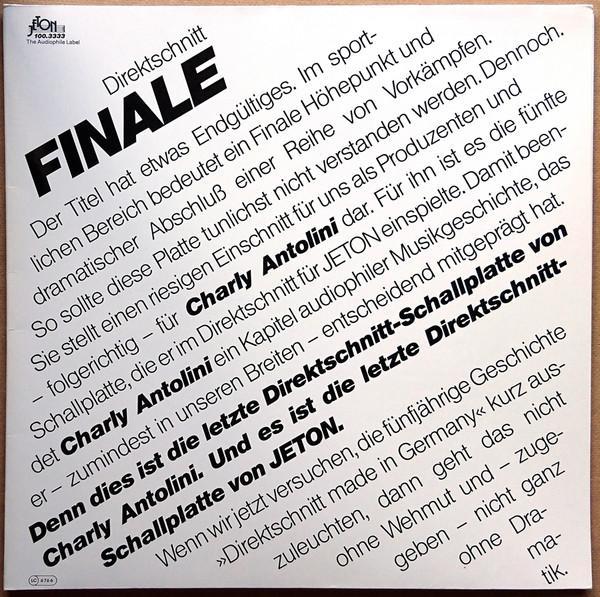 JETON
100.3333
The Audiophile Label
Direktschnitt
FINALE
Der Titel hat etwas Endgültiges. Im sport-
lichen Bereich bedeutet ein Finale Höhepunkt und
dramatischer Abschluß einer Reihe von Vorkämpfen.
So sollte diese Platte tunlichst nicht verstanden werden. Dennoch.
Sie stellt einen riesigen Einschnitt für uns als Produzenten und
– folgerichtig – für Charly Antolini dar. Für ihn ist es die fünfte
Schallplatte, die er im Direktschnitt für JETON einspielte. Damit been-
det Charly Antolini ein Kapitel audiophiler Musikgeschichte, das
er – zumindest in unseren Breiten – entscheidend mitgeprägt hat.
Denn dies ist die letzte Direktschnitt-Schallplatte von
Charly Antolini. Und es ist die letzte Direktschnitt-
Schallplatte von JETON.
Wenn wir jetzt versuchen, die fünfjährige Geschichte
»Direktschnitt made in Germany« kurz aus-
zuleuchten, dann geht das nicht
ohne Wehmut und – zuge-
geben – nicht ganz
ohne Dra-
ma-
tik.
LC 6766